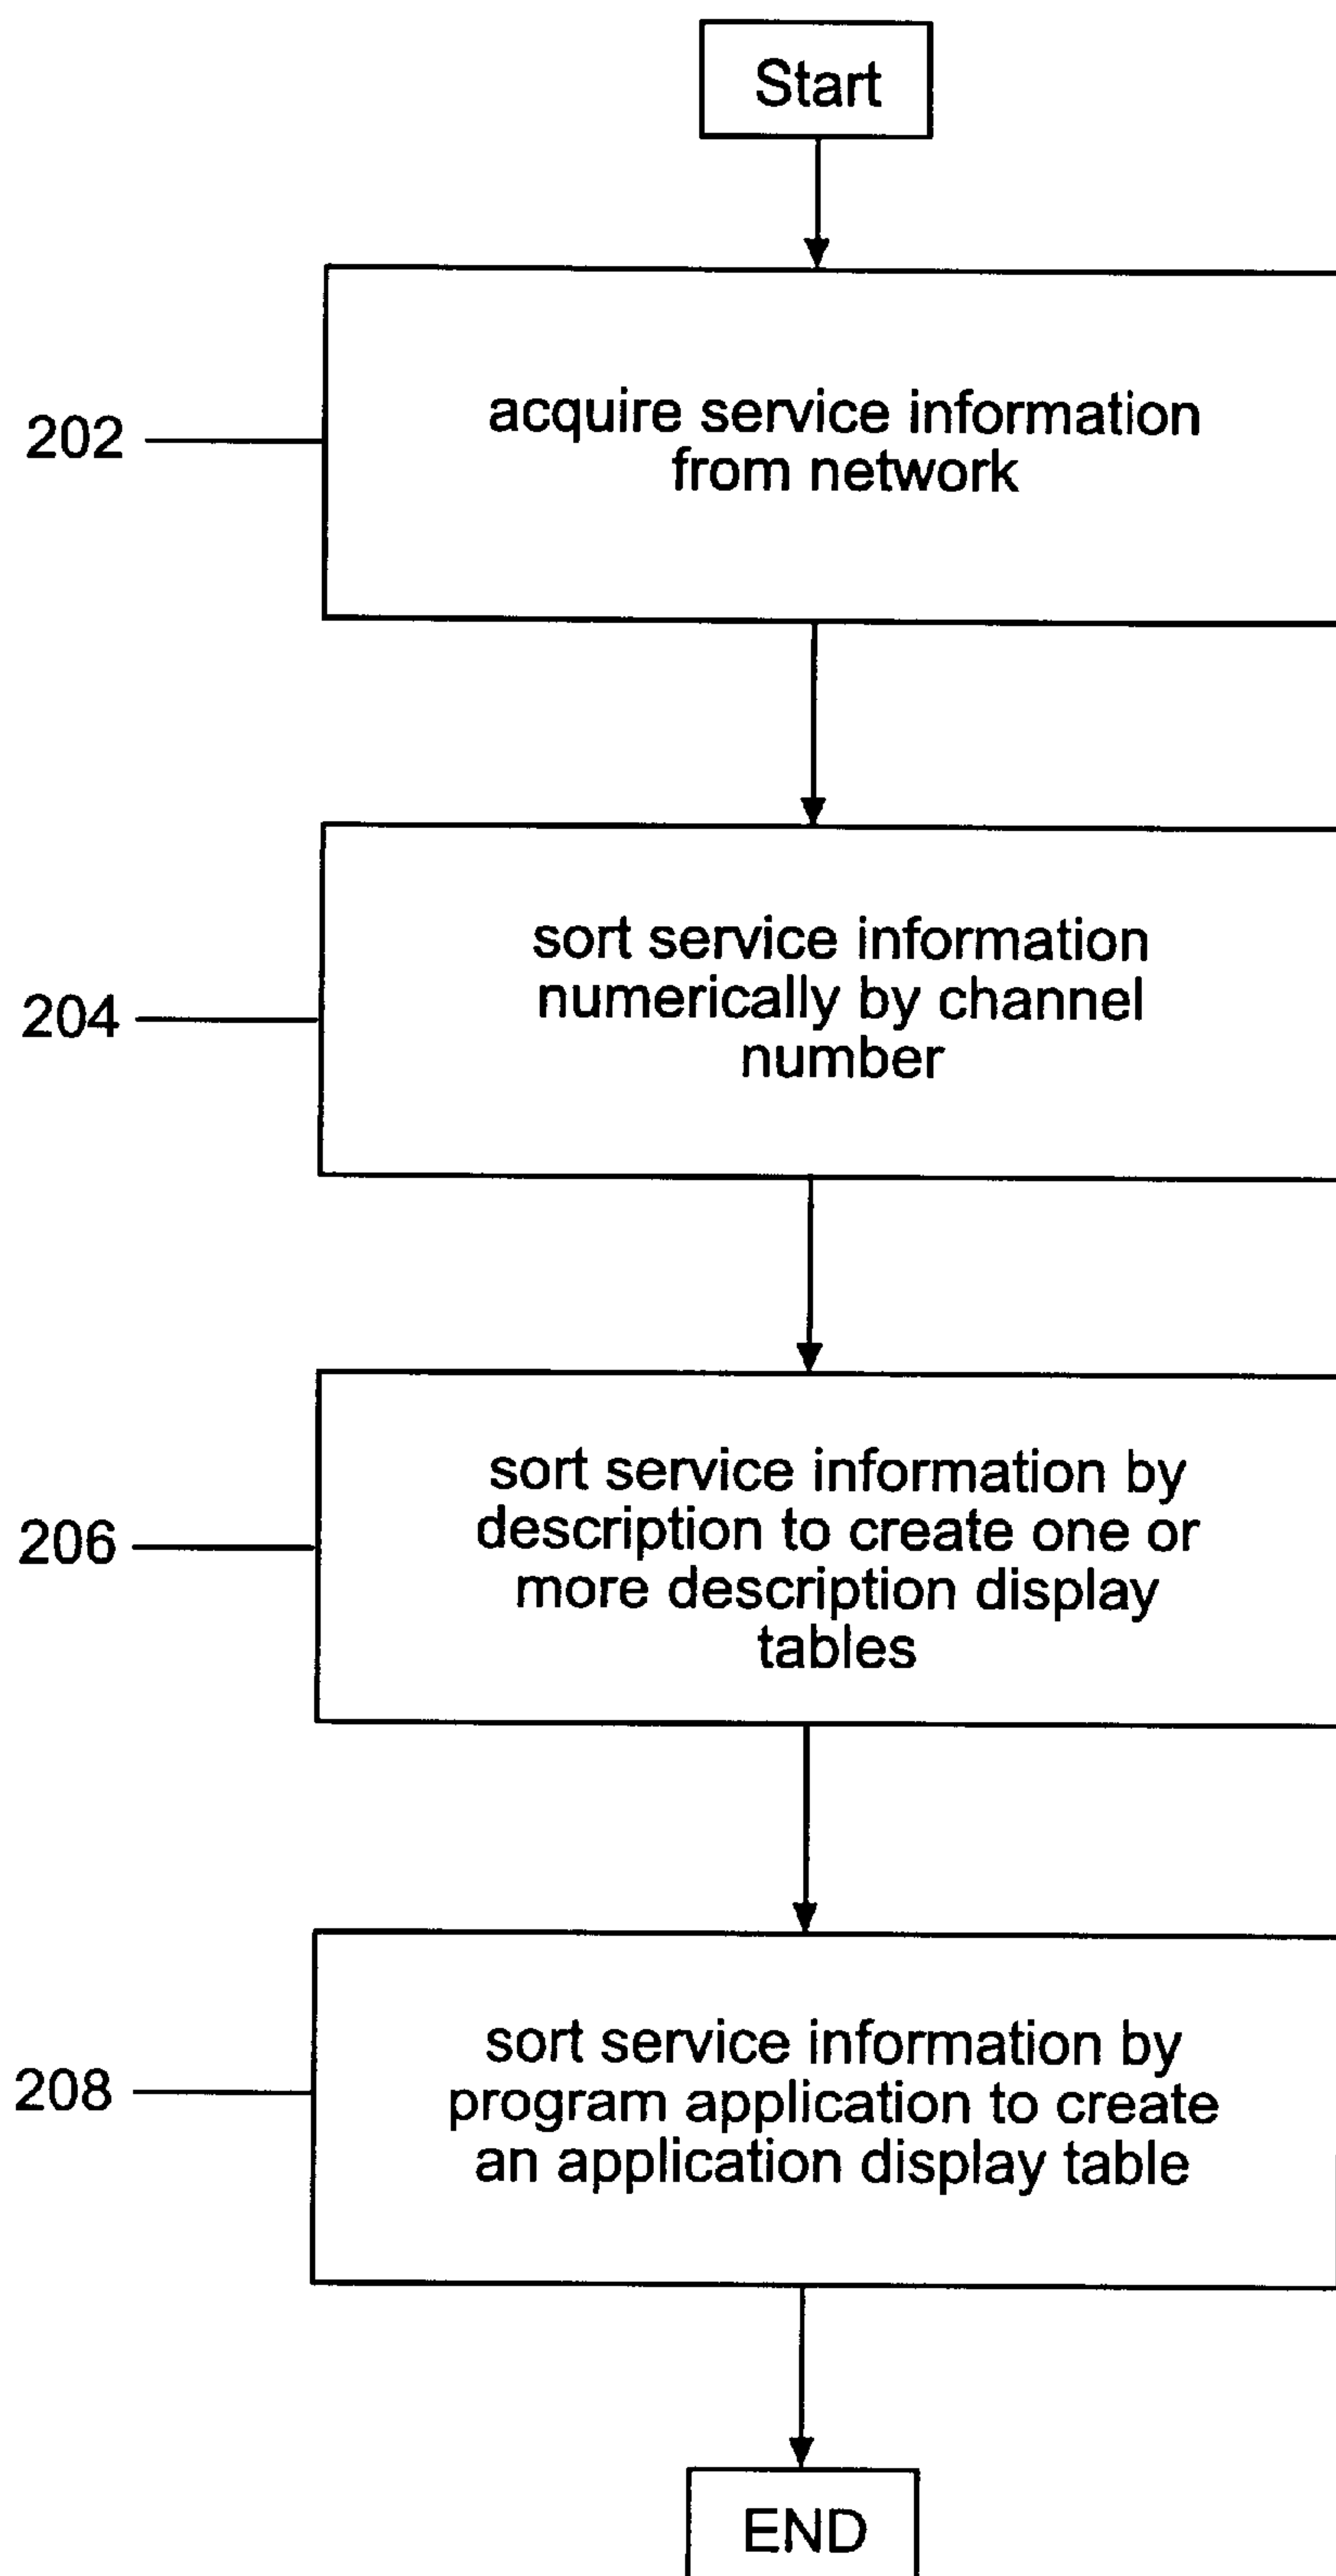 Start
202
acquire service information
from network
204
sort service information
numerically by channel
number
206
sort service information by
description to create one or
more description display
tables
208
sort service information by
program application to create
an application display table
END